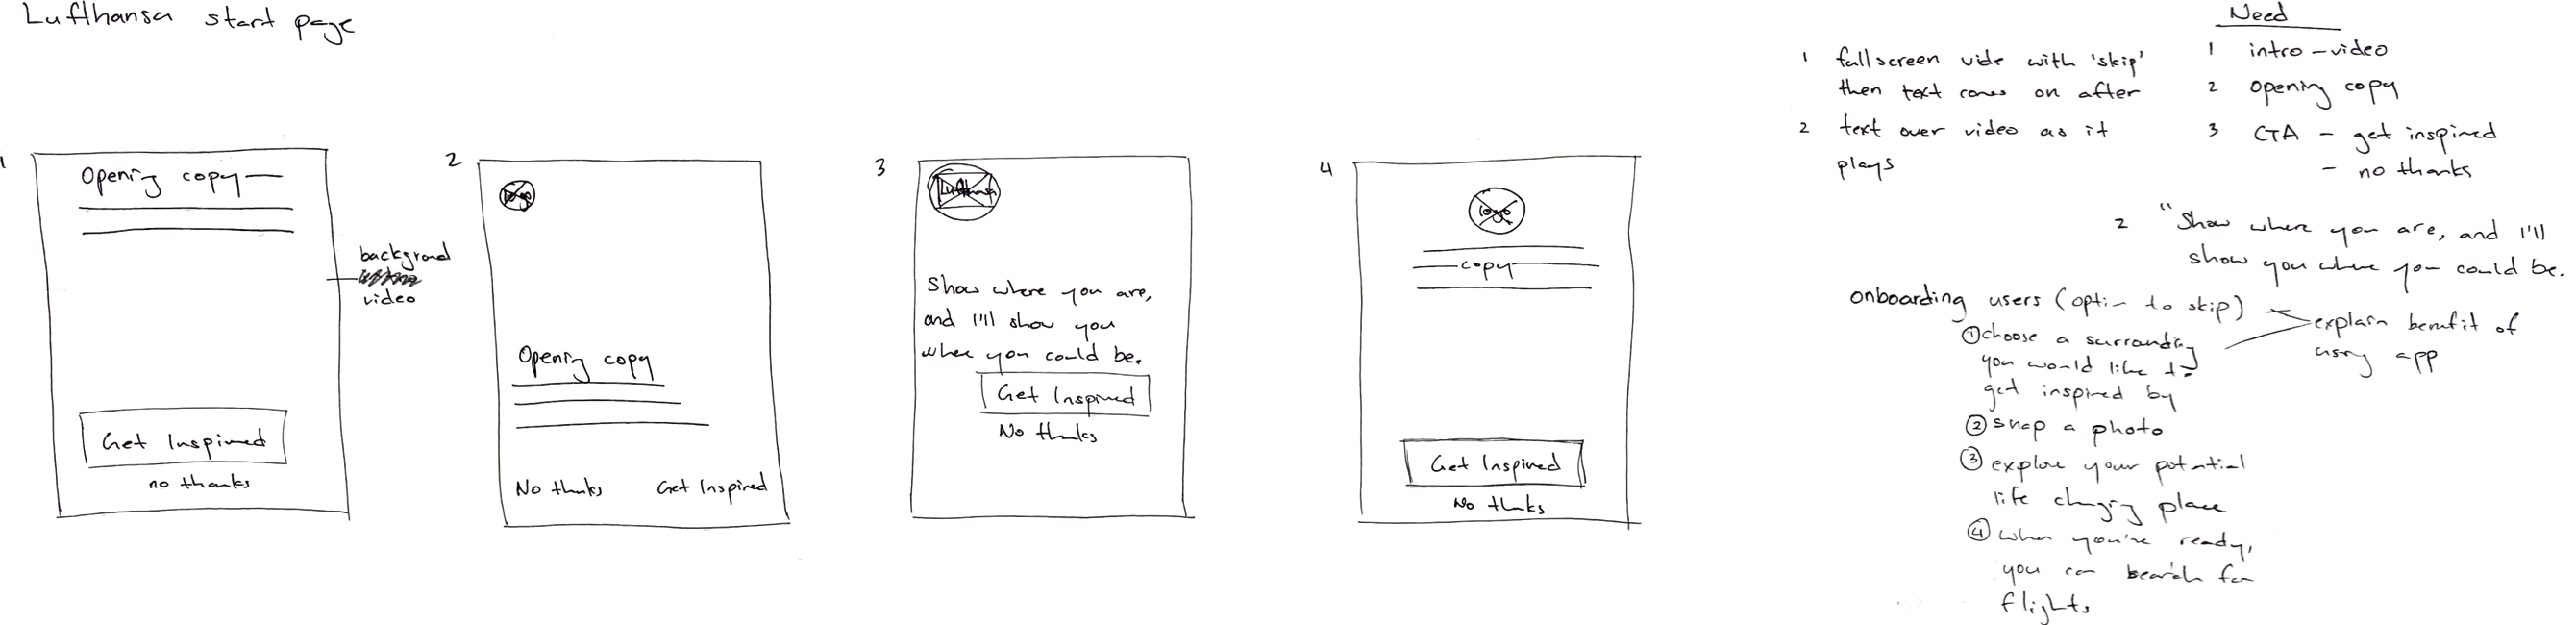 Lufthansa start page
1
Opening copy
Get Inspired
no thanks
background
video
2
logo
Opening copy
No thanks Get Inspired
3
Lufthansa
Show where you are,
and I'll show you
where you could be.
Get Inspired
No thanks
4
logo
copy
Get Inspired
No thanks
1 fullscreen vide with 'skip'
then text comes on after
2 text over video as it
plays
Need
1 intro-video
2 opening copy
3 CTA - get inspired
- no thanks
2 "Show where you are, and I'll
show you where you could be.
onboarding users (option to skip)
explain benefit of
using app
① choose a surrounding
you would like to
get inspired by
② snap a photo
③ explore your potential
life changing place
④ when you're ready,
you can search for
flights